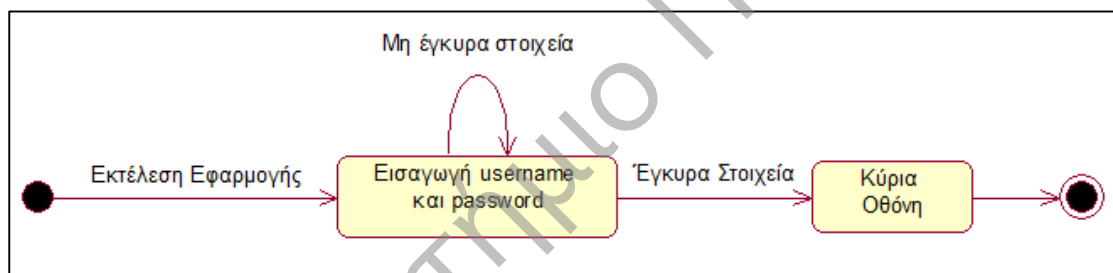 Μη έγκυρα στοιχεία
Εκτέλεση Εφαρμογής
Εισαγωγή username
και password
Έγκυρα Στοιχεία
Κύρια
Οθόνη